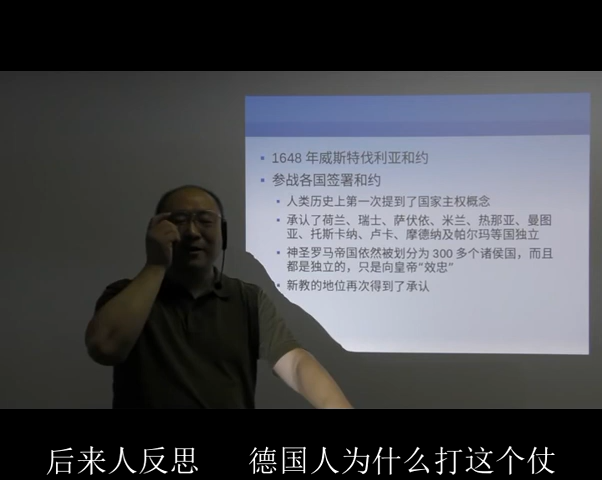 1648 年威斯特伐利亚和约
参战各国签署和约
人类历史上第一次提到了国家主权概念
承认了荷兰、瑞士、萨伏依、米兰、热那亚、曼图
亚、托斯卡纳、卢卡、摩德纳及帕尔玛等国独立
神圣罗马帝国依然被划分为 300 多个诸侯国，而且
都是独立的，只是向皇帝“效忠”
新教的地位再次得到了承认
后来人反思 德国人为什么打这个仗